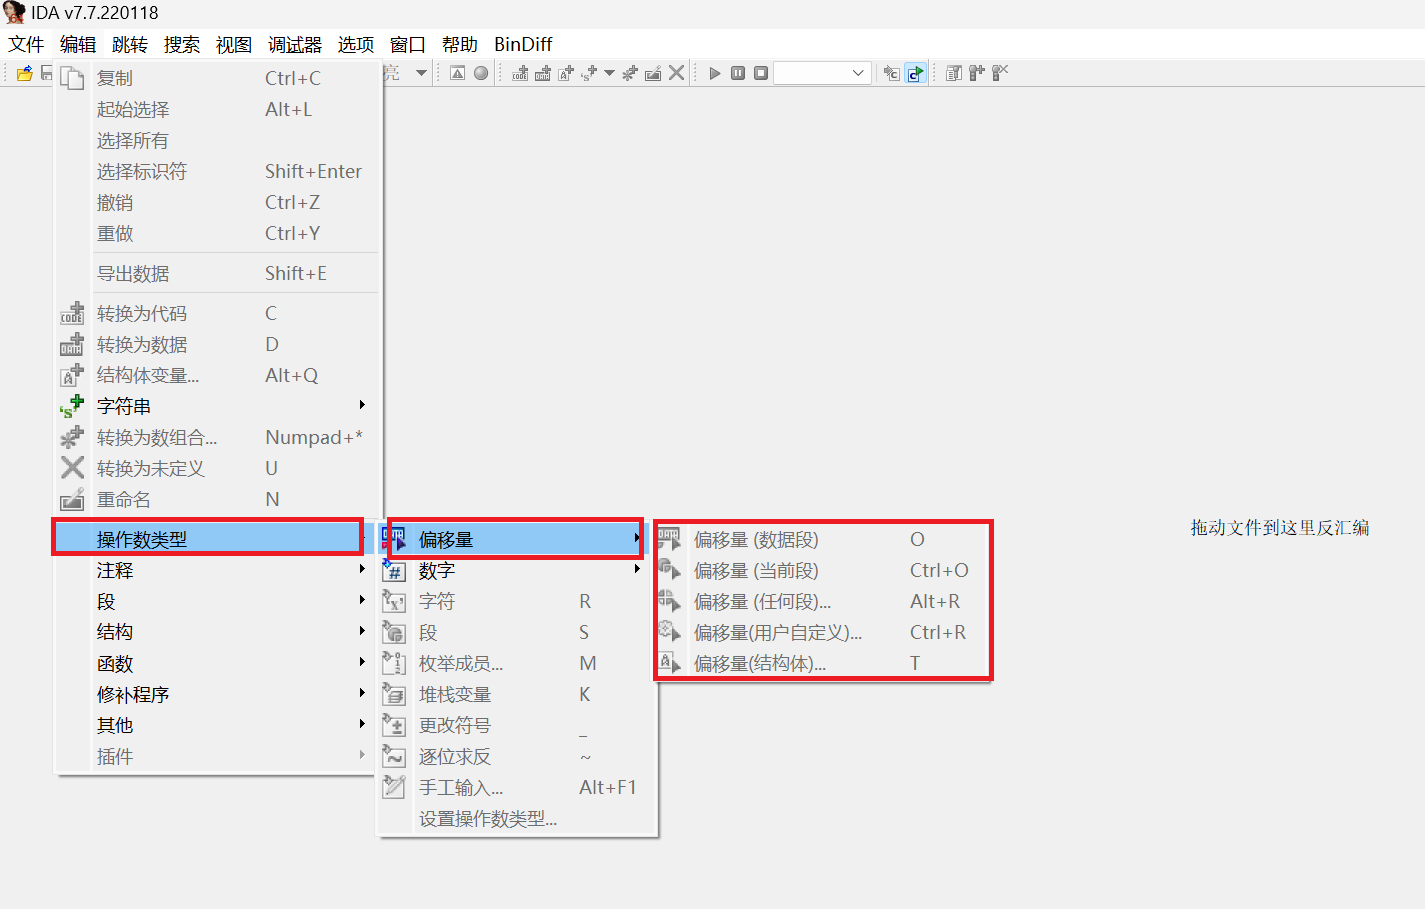 IDA v7.7.220118
文件 编辑 跳转 搜索 视图 调试器 选项 窗口 帮助 BinDiff
亮
复制 Ctrl+C
起始选择 Alt+L
选择所有
选择标识符 Shift+Enter
撤销 Ctrl+Z
重做 Ctrl+Y
导出数据 Shift+E
转换为代码 C
转换为数据 D
结构体变量... Alt+Q
字符串
转换为数组合... Numpad+*
转换为未定义 U
重命名 N
操作数类型
注释
段
结构
函数
修补程序
其他
插件
偏移量
数字
字符 R
段 S
枚举成员... M
堆栈变量 K
更改符号 _
逐位求反 ~
手工输入... Alt+F1
设置操作数类型...
偏移量 (数据段) O
偏移量 (当前段) Ctrl+O
偏移量 (任何段)... Alt+R
偏移量(用户自定义)... Ctrl+R
偏移量(结构体)... T
拖动文件到这里反汇编